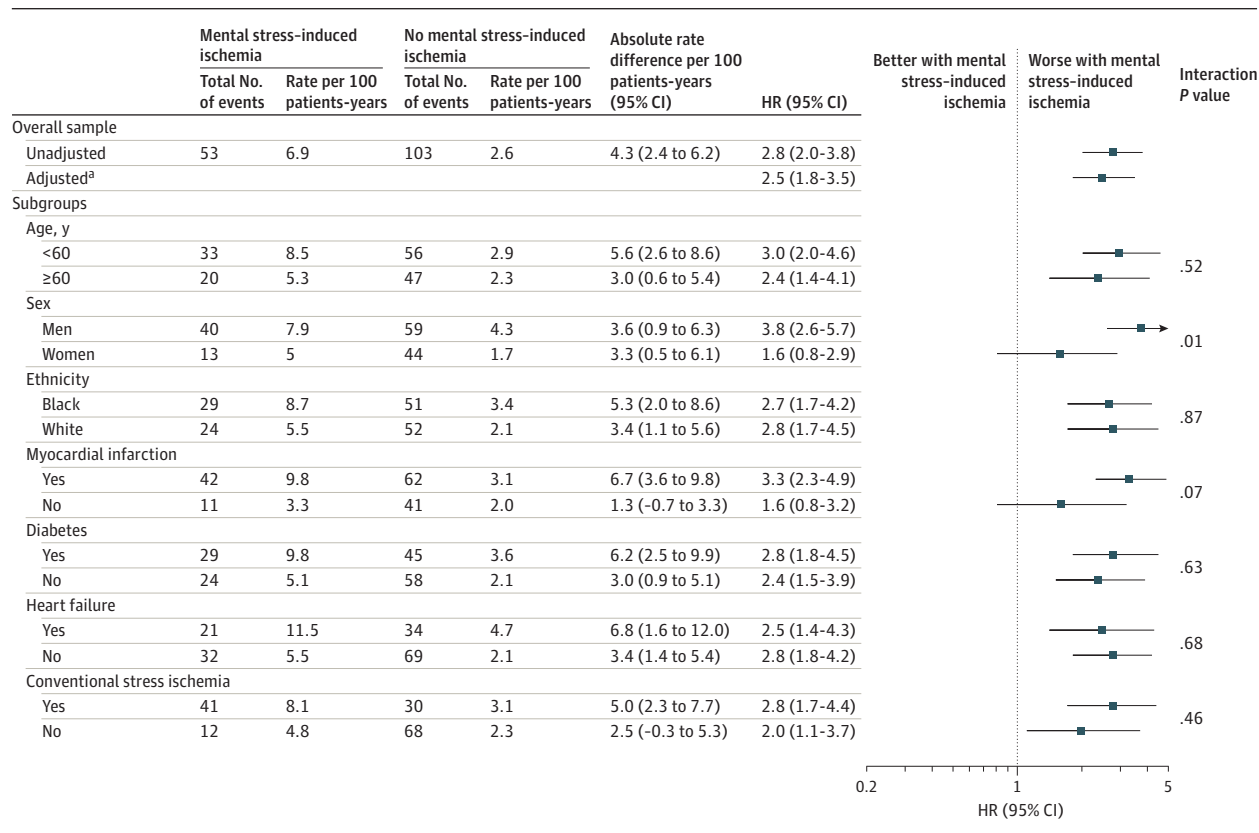 Mental stress–induced ischemia No mental stress–induced ischemia Absolute rate difference per 100 patients-years (95% CI) HR (95% CI) Better with mental stress–induced ischemia Worse with mental stress–induced ischemia Interaction P value
Total No. of events Rate per 100 patients-years Total No. of events Rate per 100 patients-years
Overall sample
Unadjusted 53 6.9 103 2.6 4.3 (2.4 to 6.2) 2.8 (2.0-3.8)
Adjustedᵃ 2.5 (1.8-3.5)
Subgroups
Age, y
<60 33 8.5 56 2.9 5.6 (2.6 to 8.6) 3.0 (2.0-4.6)
.52
≥60 20 5.3 47 2.3 3.0 (0.6 to 5.4) 2.4 (1.4-4.1)
Sex
Men 40 7.9 59 4.3 3.6 (0.9 to 6.3) 3.8 (2.6-5.7)
.01
Women 13 5 44 1.7 3.3 (0.5 to 6.1) 1.6 (0.8-2.9)
Ethnicity
Black 29 8.7 51 3.4 5.3 (2.0 to 8.6) 2.7 (1.7-4.2)
.87
White 24 5.5 52 2.1 3.4 (1.1 to 5.6) 2.8 (1.7-4.5)
Myocardial infarction
Yes 42 9.8 62 3.1 6.7 (3.6 to 9.8) 3.3 (2.3-4.9)
.07
No 11 3.3 41 2.0 1.3 (-0.7 to 3.3) 1.6 (0.8-3.2)
Diabetes
Yes 29 9.8 45 3.6 6.2 (2.5 to 9.9) 2.8 (1.8-4.5)
.63
No 24 5.1 58 2.1 3.0 (0.9 to 5.1) 2.4 (1.5-3.9)
Heart failure
Yes 21 11.5 34 4.7 6.8 (1.6 to 12.0) 2.5 (1.4-4.3)
.68
No 32 5.5 69 2.1 3.4 (1.4 to 5.4) 2.8 (1.8-4.2)
Conventional stress ischemia
Yes 41 8.1 30 3.1 5.0 (2.3 to 7.7) 2.8 (1.7-4.4)
.46
No 12 4.8 68 2.3 2.5 (-0.3 to 5.3) 2.0 (1.1-3.7)
0.2 1 5
HR (95% CI)